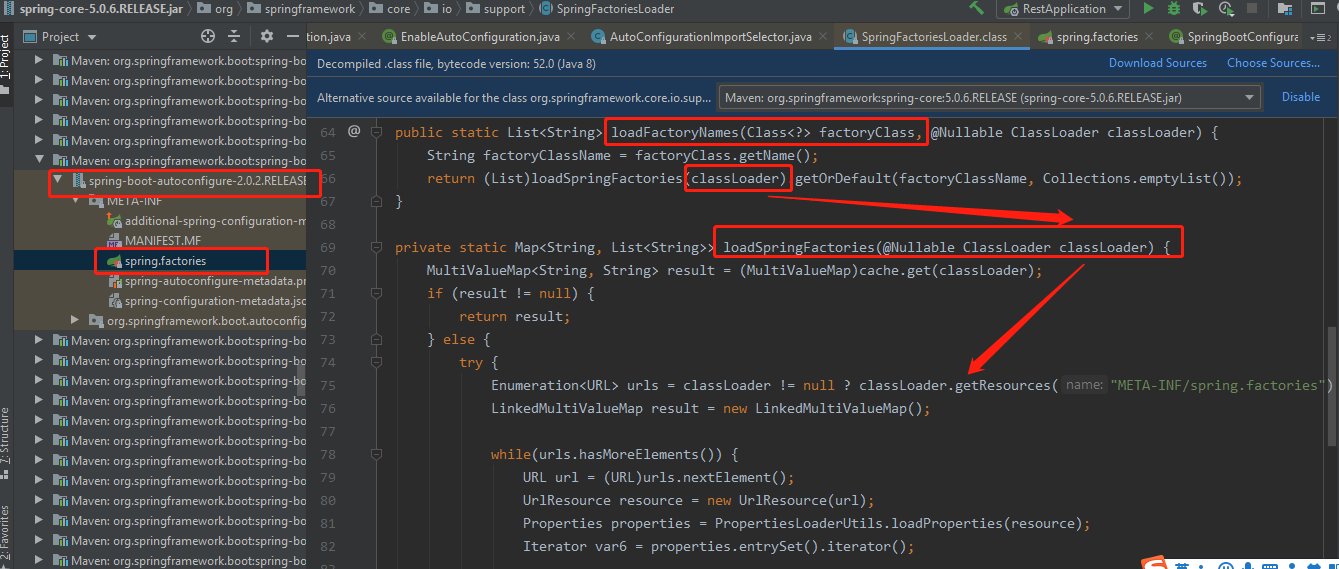 spring-core-5.0.6.RELEASE.jar org springframework core io support SpringFactoriesLoader RestApplication
Project tion.java EnableAutoConfiguration.java AutoConfigurationImportSelector.java SpringFactoriesLoader.class spring.factories SpringBootConfigura
1: Project
7: Structure
2: Favorites
Maven: org.springframework.boot:spring-bo
Maven: org.springframework.boot:spring-bo
Maven: org.springframework.boot:spring-bo
Maven: org.springframework.boot:spring-bo
Maven: org.springframework.boot:spring-bo
Maven: org.springframework.boot:spring-bo
spring-boot-autoconfigure-2.0.2.RELEASE
META-INF
additional-spring-configuration-m
MANIFEST.MF
spring.factories
spring-autoconfigure-metadata.pr
spring-configuration-metadata.jsc
org.springframework.boot.autoconfig
Maven: org.springframework.boot:spring-bo
Maven: org.springframework.boot:spring-bo
Maven: org.springframework.boot:spring-bo
Maven: org.springframework.boot:spring-bo
Maven: org.springframework.boot:spring-bo
Maven: org.springframework.boot:spring-bo
Maven: org.springframework.boot:spring-bo
Maven: org.springframework.boot:spring-bo
Maven: org.springframework.boot:spring-bo
Maven: org.springframework.boot:spring-bo
Maven: org.springframework.boot:spring-bo
Maven: org.springframework.boot:spring-bo
Decompiled .class file, bytecode version: 52.0 (Java 8) Download Sources Choose Sources...
Alternative source available for the class org.springframework.core.io.sup... Maven: org.springframework:spring-core:5.0.6.RELEASE (spring-core-5.0.6.RELEASE.jar) Disable
64 @ public static List<String> loadFactoryNames(Class<?> factoryClass, @Nullable ClassLoader classLoader) {
65 String factoryClassName = factoryClass.getName();
66 return (List)loadSpringFactories(classLoader).getOrDefault(factoryClassName, Collections.emptyList());
67 }
68
69 private static Map<String, List<String>> loadSpringFactories(@Nullable ClassLoader classLoader) {
70 MultiValueMap<String, String> result = (MultiValueMap)cache.get(classLoader);
71 if (result != null) {
72 return result;
73 } else {
74 try {
75 Enumeration<URL> urls = classLoader != null ? classLoader.getResources( name: "META-INF/spring.factories")
76 LinkedMultiValueMap result = new LinkedMultiValueMap();
77
78 while(urls.hasMoreElements()) {
79 URL url = (URL)urls.nextElement();
80 UrlResource resource = new UrlResource(url);
81 Properties properties = PropertiesLoaderUtils.loadProperties(resource);
82 Iterator var6 = properties.entrySet().iterator();
英